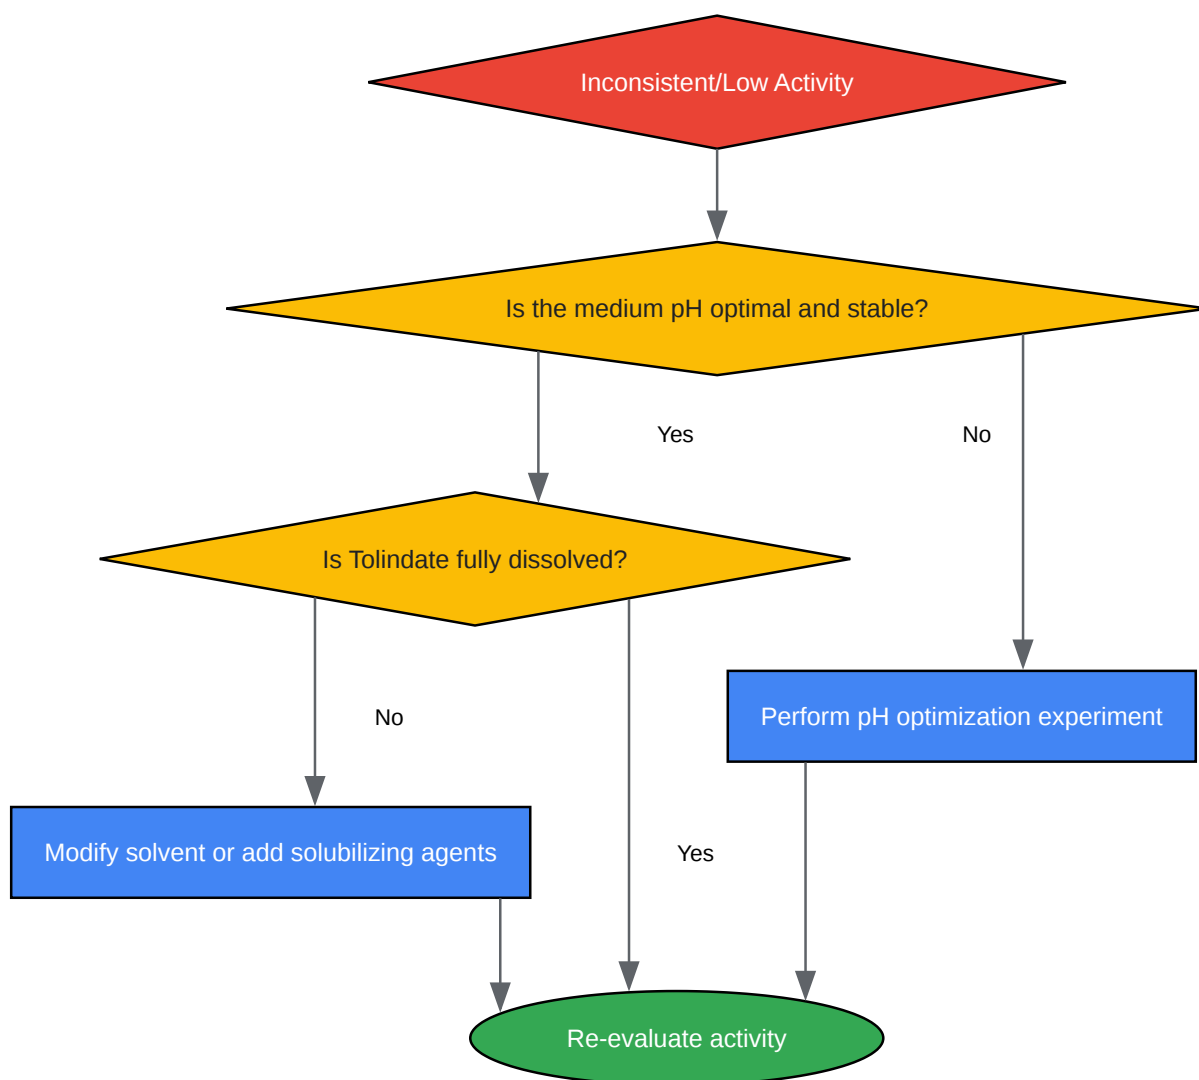 Inconsistent/Low Activity
Is the medium pH optimal and stable?
Yes
No
Is Tolindate fully dissolved?
No
Perform pH optimization experiment
Modify solvent or add solubilizing agents
Yes
Re-evaluate activity